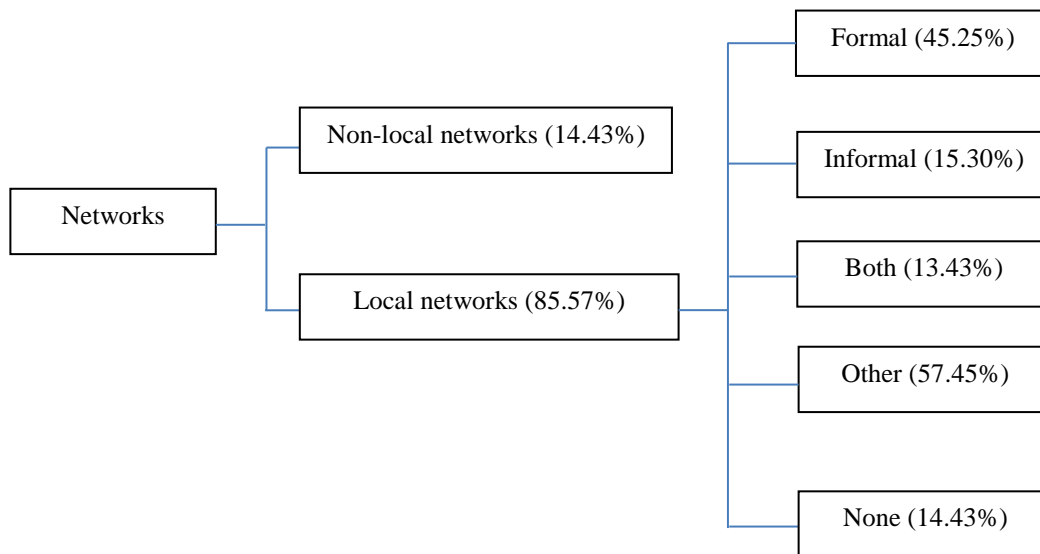 Networks
Non-local networks (14.43%)
Local networks (85.57%)
Formal (45.25%)
Informal (15.30%)
Both (13.43%)
Other (57.45%)
None (14.43%)